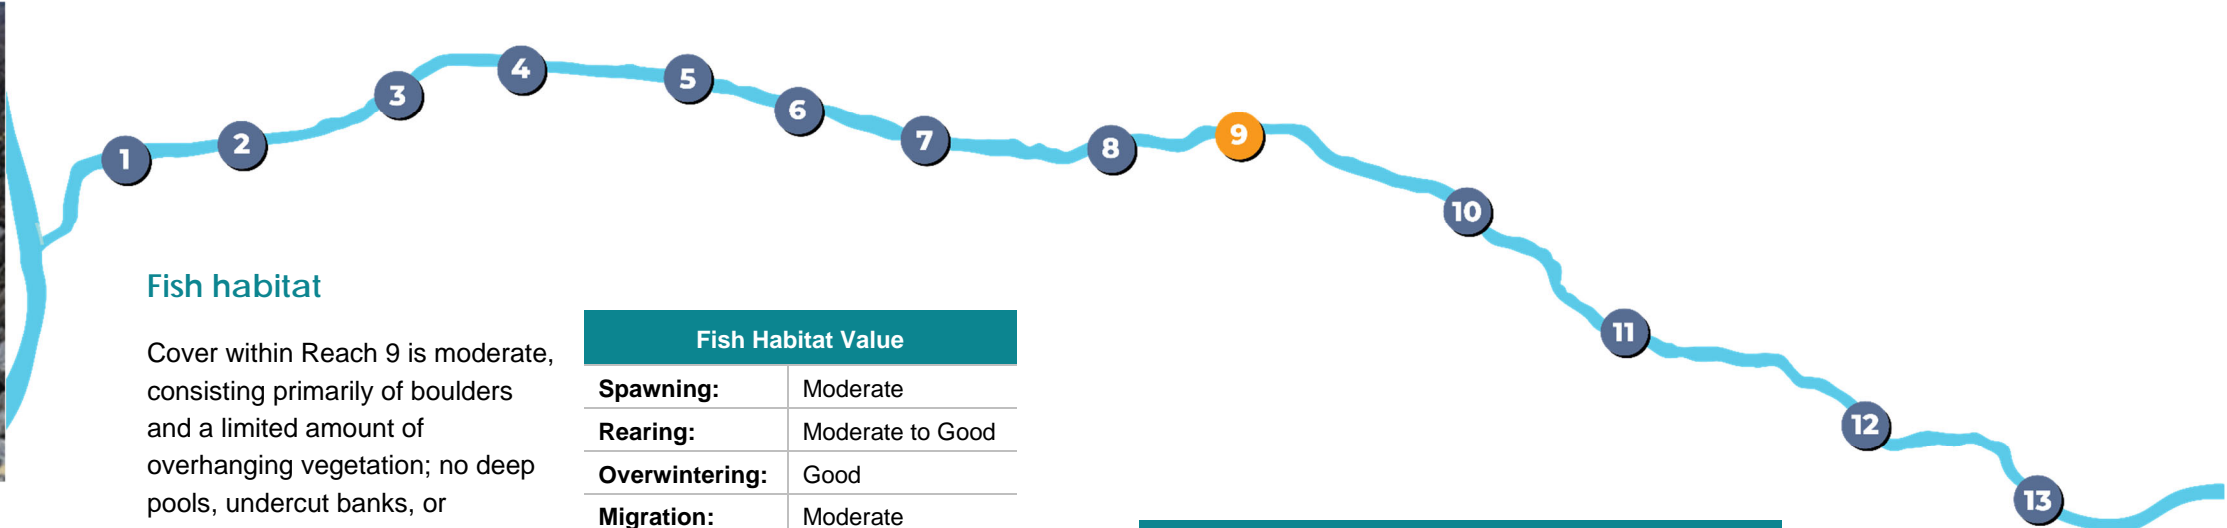 1
2
3
4
5
6
7
8
9
10
11
12
13
Fish habitat
Cover within Reach 9 is moderate,
consisting primarily of boulders
and a limited amount of
overhanging vegetation; no deep
pools, undercut banks, or
Fish Habitat Value
Spawning: Moderate
Rearing: Moderate to Good
Overwintering: Good
Migration: Moderate